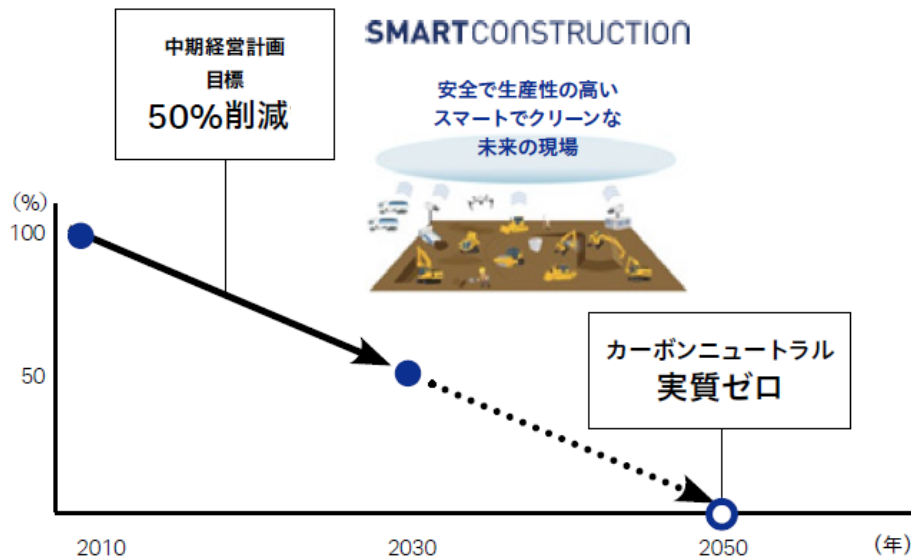 中期経営計画
目標
50%削減
SMARTCONSTRUCTION
安全で生産性の高い
スマートでクリーンな
未来の現場
(%)
100
50
カーボンニュートラル
実質ゼロ
2010
2030
2050
(年)